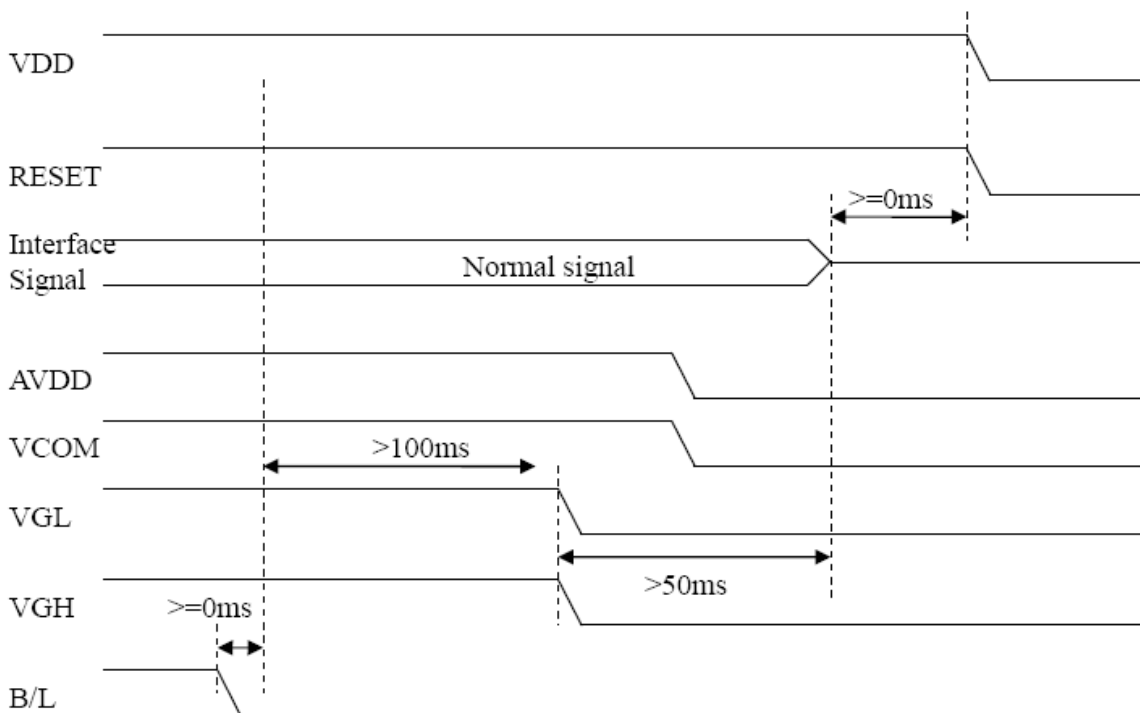 VDD
RESET
>=0ms
Interface
Signal
Normal signal
AVDD
VCOM
>100ms
VGL
>50ms
VGH
>=0ms
B/L